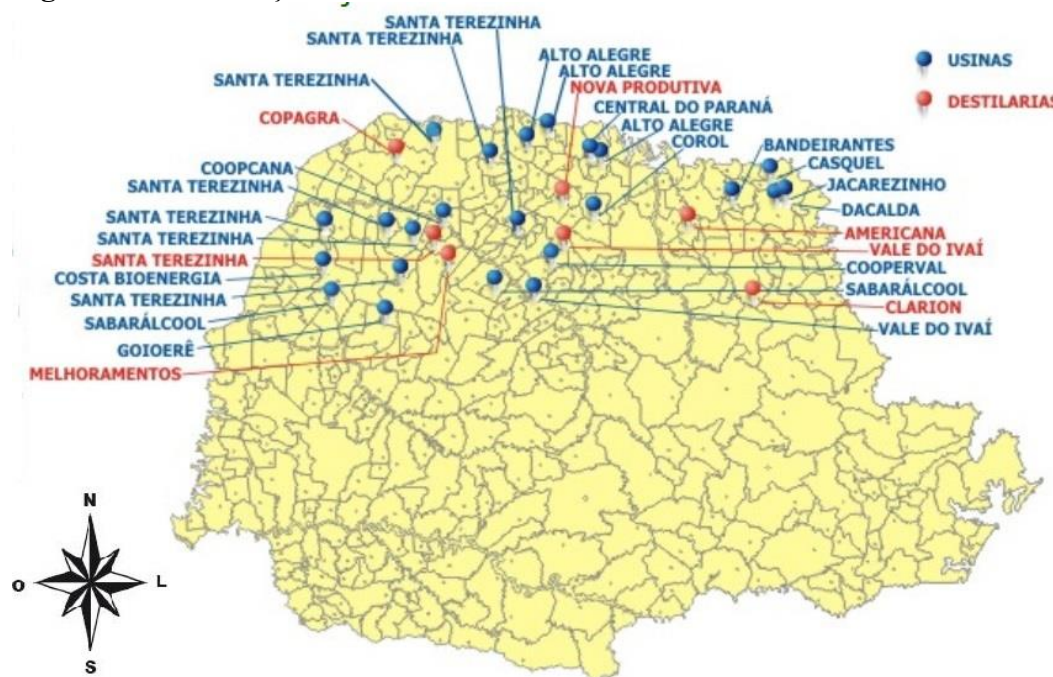 SANTA TEREZINHA
SANTA TEREZINHA
ALTO ALEGRE
ALTO ALEGRE
SANTA TEREZINHA
NOVA PRODUTIVA
COPAGRA
CENTRAL DO PARANÁ
ALTO ALEGRE
COROL
USINAS
DESTILARIAS
BANDEIRANTES
COOPCANA
CASQUEL
SANTA TEREZINHA
JACAREZINHO
SANTA TEREZINHA
DACALDA
SANTA TEREZINHA
AMERICANA
SANTA TEREZINHA
VALE DO IVAÍ
COSTA BIOENERGIA
COOPERVAL
SANTA TEREZINHA
SABARÁLCOOL
SABARÁLCOOL
CLARION
GOIOERÊ
VALE DO IVAÍ
MELHORAMENTOS
N
O
L
S